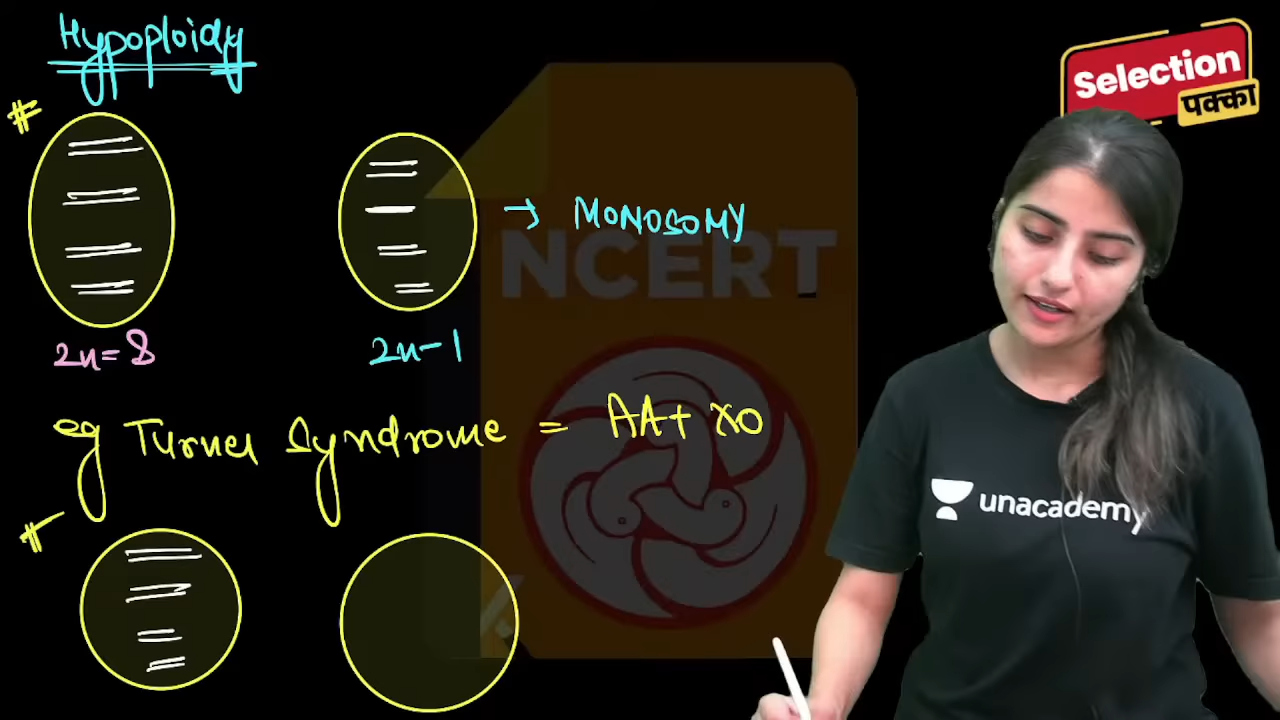 Hypoploidy
Selection
पक्का
#
→ MONOSOMY
NCERT
2n=8
2n-1
eg Turner Syndrome = AA+ XO
unacademy
#